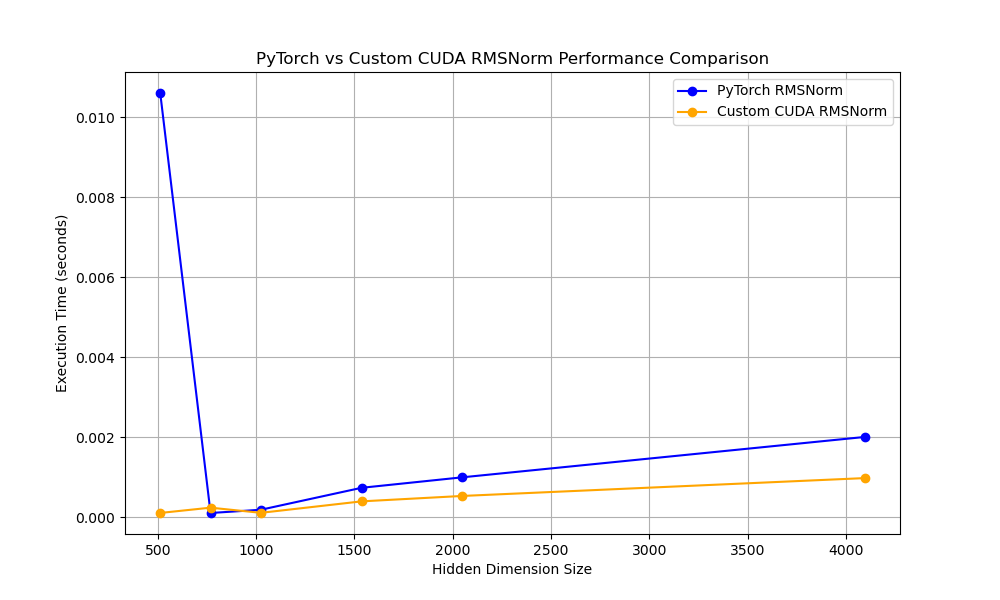 PyTorch vs Custom CUDA RMSNorm Performance Comparison
PyTorch RMSNorm
Custom CUDA RMSNorm
Execution Time (seconds)
0.010
0.008
0.006
0.004
0.002
0.000
500 1000 1500 2000 2500 3000 3500 4000
Hidden Dimension Size